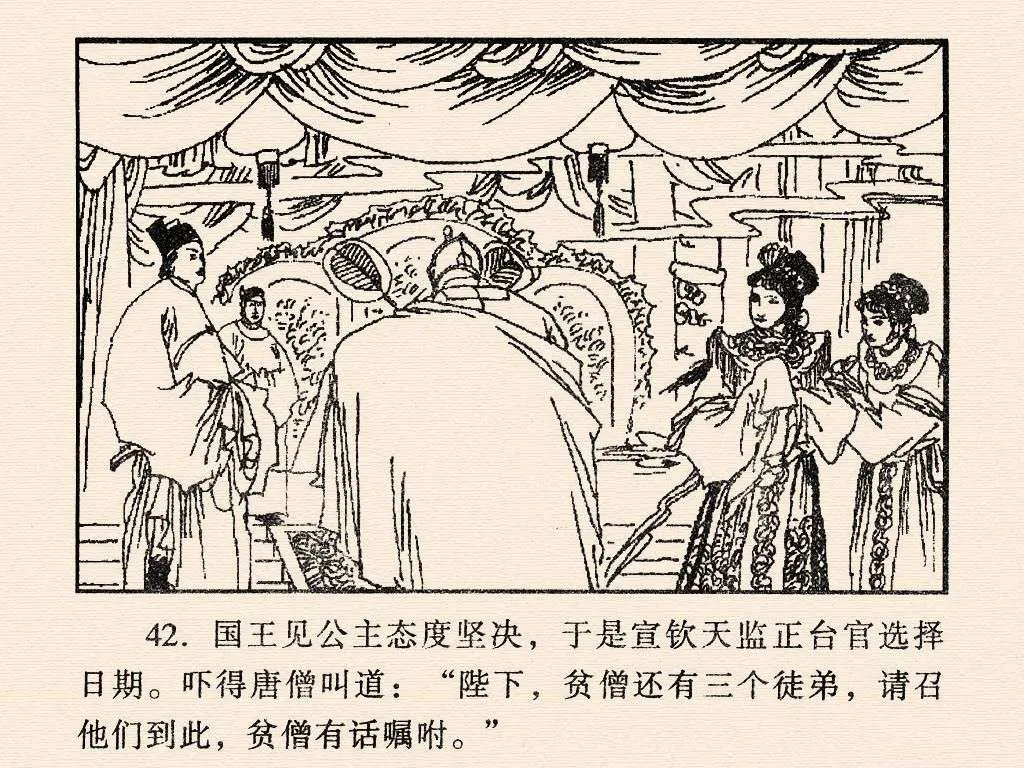 42. 国王见公主态度坚决，于是宣钦天监正台官选择
日期。吓得唐僧叫道：“陛下，贫僧还有三个徒弟，请召
他们到此，贫僧有话嘱咐。”